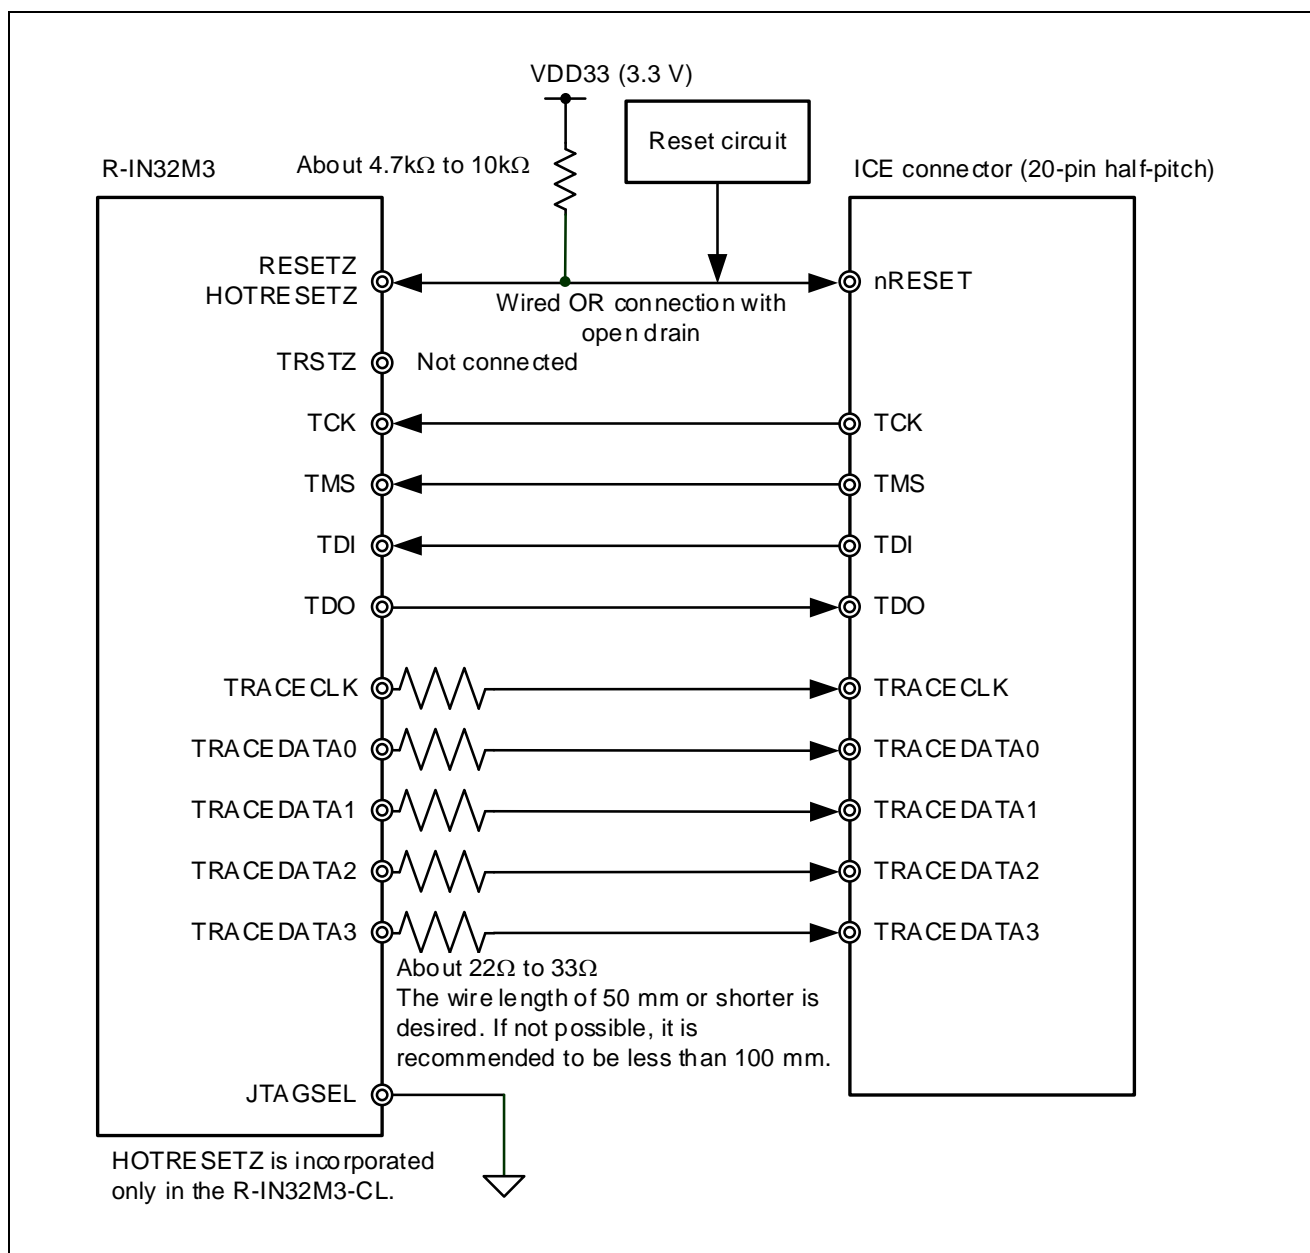 VDD33 (3.3 V)
Reset circuit
R-IN32M3
About 4.7kΩ to 10kΩ
ICE connector (20-pin half-pitch)
RESETZ
HOTRESETZ
nRESET
Wired OR connection with
open drain
TRSTZ
Not connected
TCK
TCK
TMS
TMS
TDI
TDI
TDO
TDO
TRACECLK
TRACECLK
TRACEDATA0
TRACEDATA0
TRACEDATA1
TRACEDATA1
TRACEDATA2
TRACEDATA2
TRACEDATA3
TRACEDATA3
About 22Ω to 33Ω
The wire length of 50 mm or shorter is
desired. If not possible, it is
recommended to be less than 100 mm.
JTAGSEL
HOTRESETZ is incorporated
only in the R-IN32M3-CL.